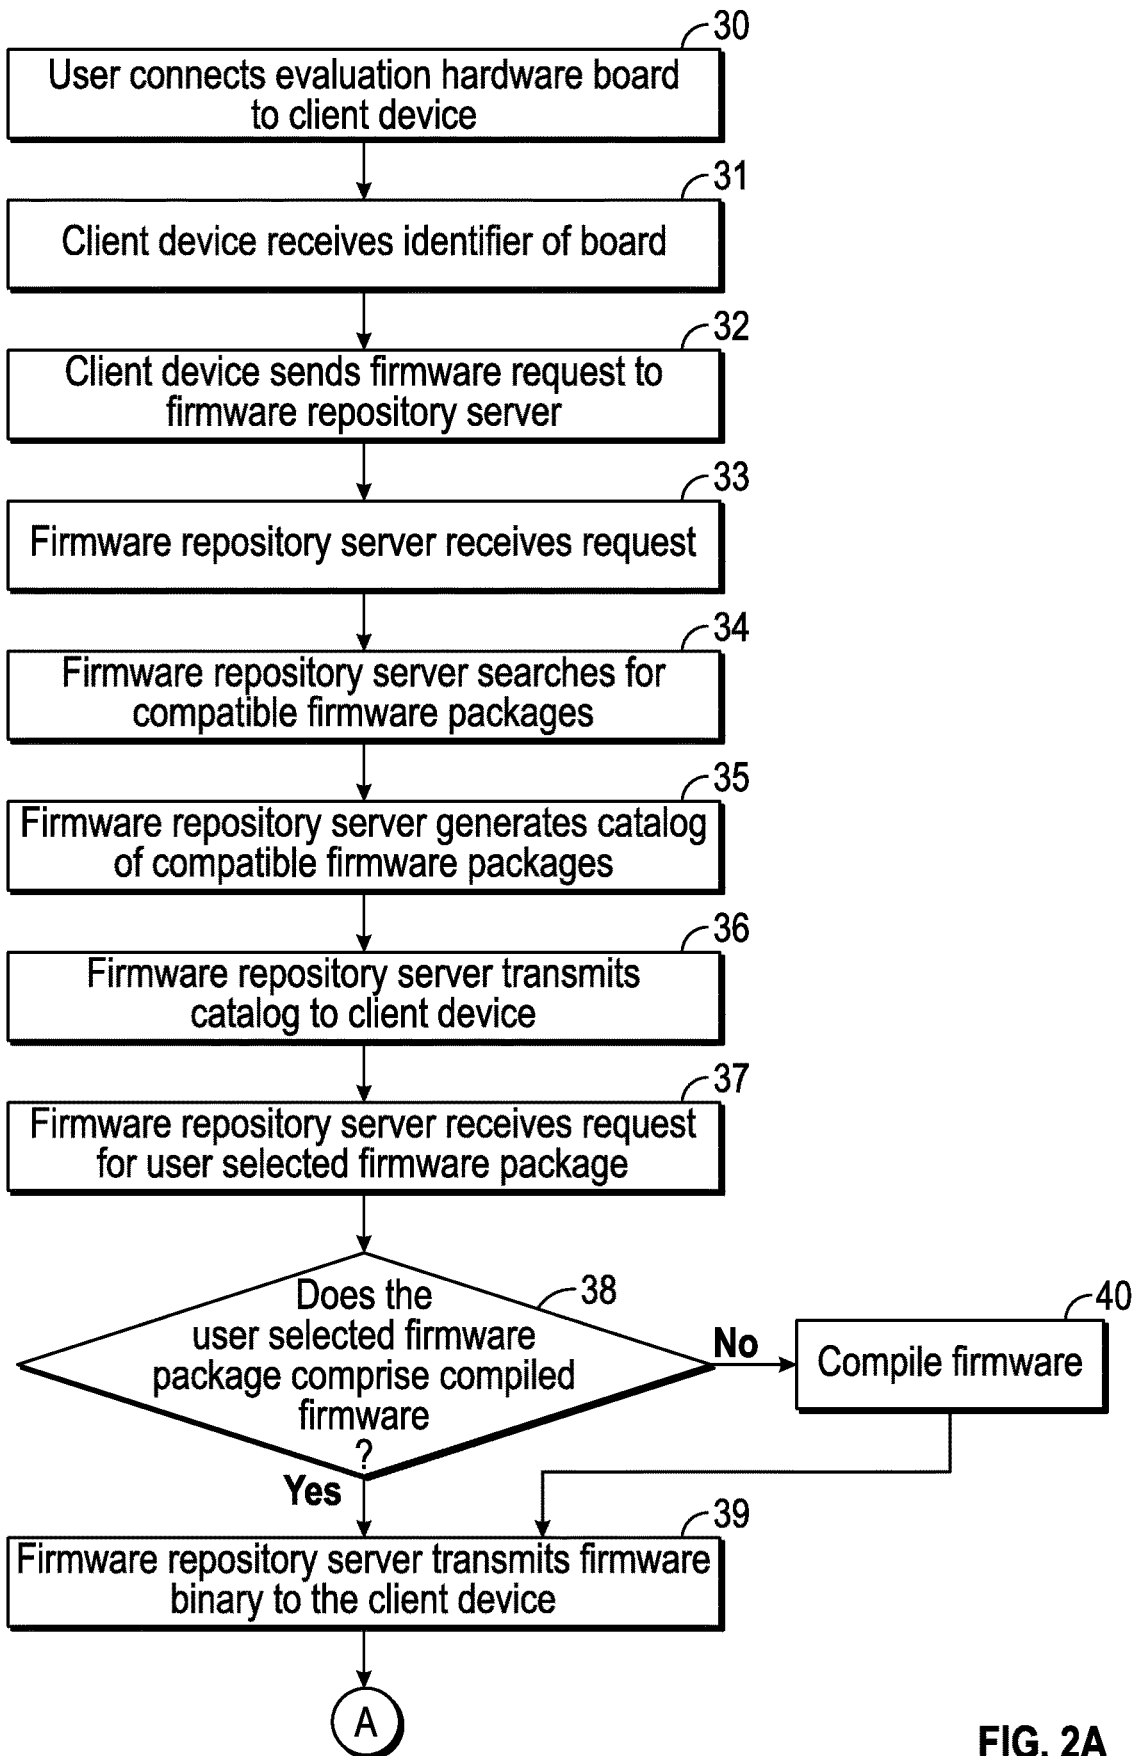 30
User connects evaluation hardware board
to client device
31
Client device receives identifier of board
32
Client device sends firmware request to
firmware repository server
33
Firmware repository server receives request
34
Firmware repository server searches for
compatible firmware packages
35
Firmware repository server generates catalog
of compatible firmware packages
36
Firmware repository server transmits
catalog to client device
37
Firmware repository server receives request
for user selected firmware package
38
Does the
user selected firmware
package comprise compiled
firmware
?
No
40
Compile firmware
Yes
39
Firmware repository server transmits firmware
binary to the client device
A
FIG. 2A